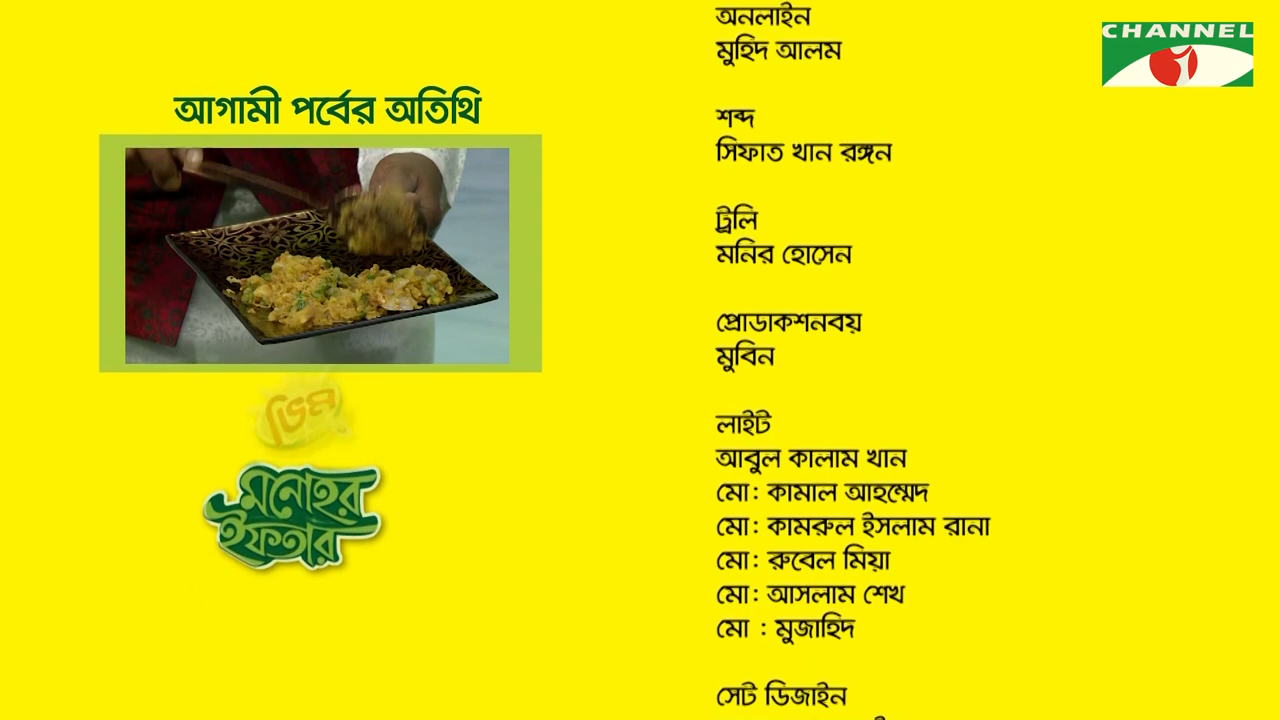 আগামী পর্বের অতিথি
ভিম
মনোহর
ইফতার
অনলাইন
মুহিদ আলম
শব্দ
সিফাত খান রঙ্গন
ট্রলি
মনির হোসেন
প্রোডাকশনবয়
মুবিন
লাইট
আবুল কালাম খান
মো: কামাল আহম্মেদ
মো: কামরুল ইসলাম রানা
মো: রুবেল মিয়া
মো: আসলাম শেখ
মো : মুজাহিদ
সেট ডিজাইন
CHANNEL